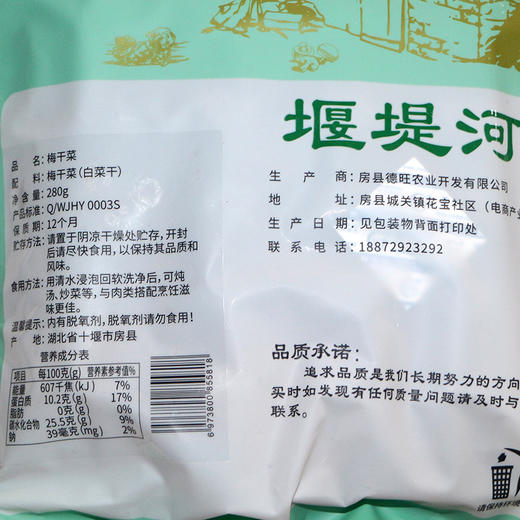 品 名：梅干菜
配 料：梅干菜（白菜干）
净 含 量：280g
产品标准：Q/WJHY 0003S
保 质 期：12个月
贮存方法：请置于阴凉干燥处贮存，开封
后请尽快食用，以保持其品质和
风味。
食用方法：用清水浸泡回软洗净后，可炖
汤、炒菜等，与肉类搭配烹饪滋
味更佳。
温馨提示：内有脱氧剂，脱氧剂请勿食用！
产 地：湖北省十堰市房县
营养成分表
项目 每100克(g) 营养素参考值%
能量 607千焦(kJ) 7%
蛋白质 10.2克(g) 17%
脂肪 0克(g) 0%
碳水化合物 25.5克(g) 9%
钠 39毫克(mg) 2%
6 973800 955818
堰堤河
生 产 商：房县德旺农业开发有限公司
地 址：房县城关镇花宝社区（电商产业
生 产 日 期：见包装物背面打印处
联 系 电 话：18872923292
品质承诺：
追求品质是我们长期努力的方向
买时如发现有任何质量问题请及时与
联系。
请保持环境